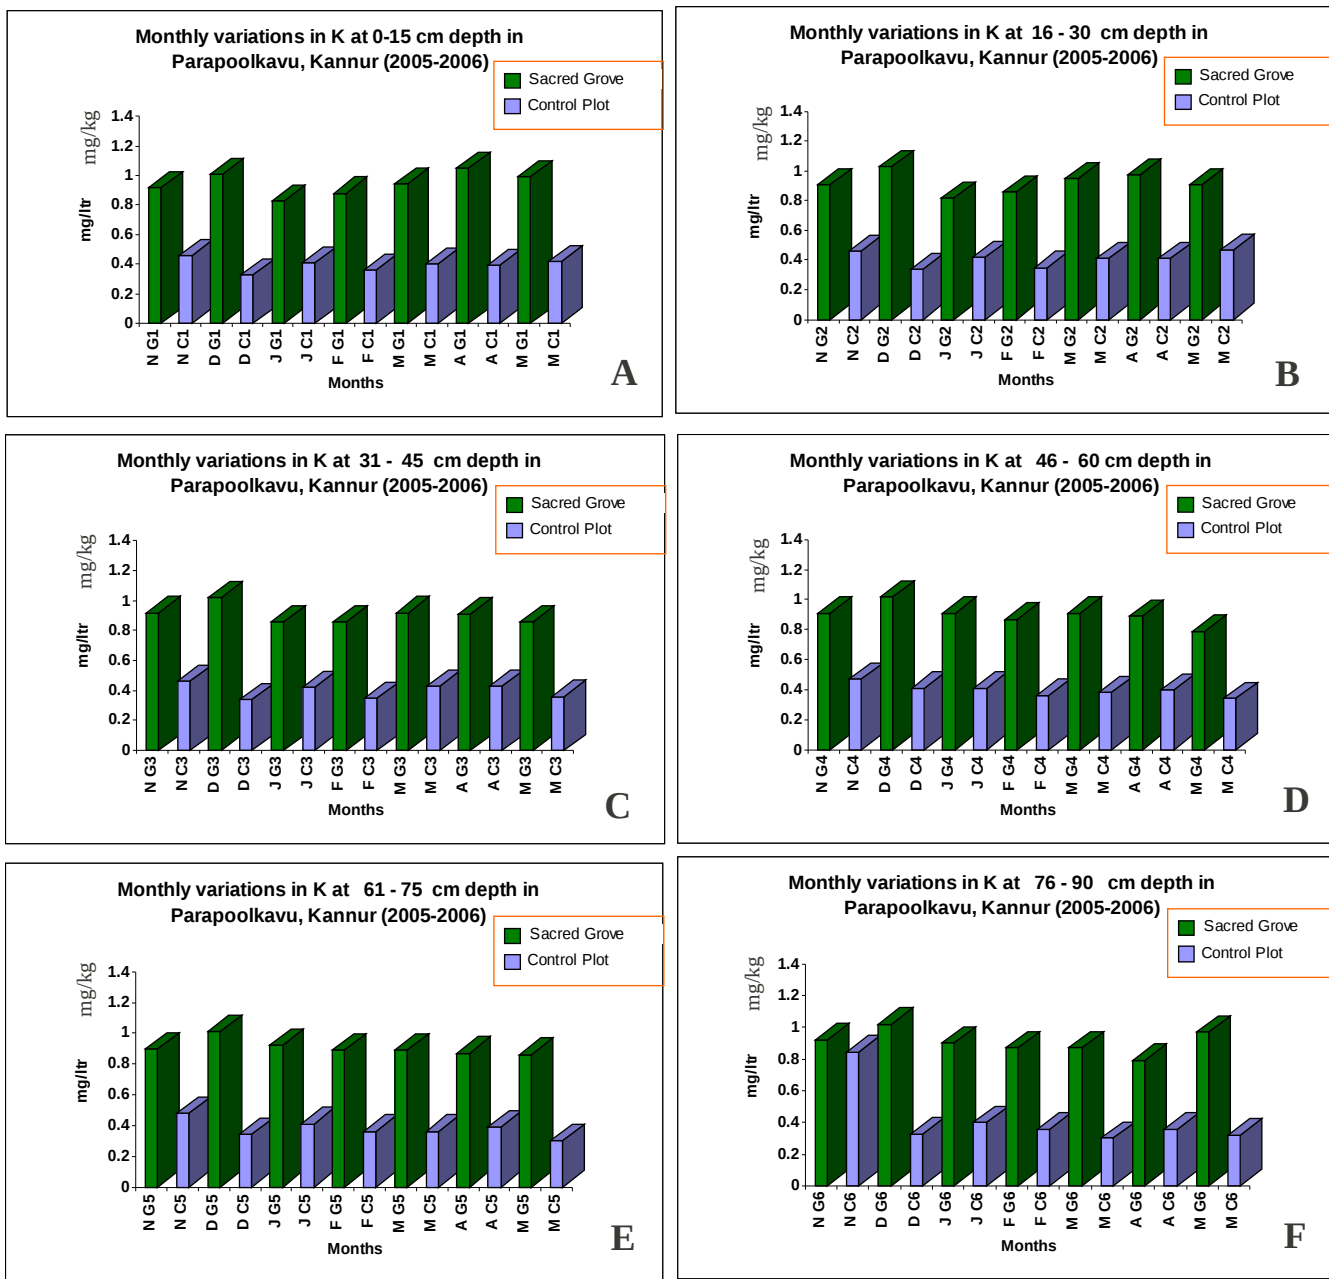 Monthly variations in K at 0-15 cm depth in
Parapoolkavu, Kannur (2005-2006)
Sacred Grove
Control Plot
mg/kg
mg/ltr
1.4
1.2
1
0.8
0.6
0.4
0.2
0
N G1
N C1
D G1
D C1
J G1
J C1
F G1
F C1
M G1
M C1
A G1
A C1
M G1
M C1
Months
A
Monthly variations in K at 16 - 30 cm depth in
Parapoolkavu, Kannur (2005-2006)
Sacred Grove
Control Plot
mg/kg
mg/ltr
1.4
1.2
1
0.8
0.6
0.4
0.2
0
N G2
N C2
D G2
D C2
J G2
J C2
F G2
F C2
M G2
M C2
A G2
A C2
M G2
M C2
Months
B
Monthly variations in K at 31 - 45 cm depth in
Parapoolkavu, Kannur (2005-2006)
Sacred Grove
Control Plot
mg/kg
mg/ltr
1.4
1.2
1
0.8
0.6
0.4
0.2
0
N G3
N C3
D G3
D C3
J G3
J C3
F G3
F C3
M G3
M C3
A G3
A C3
M G3
M C3
Months
C
Monthly variations in K at 46 - 60 cm depth in
Parapoolkavu, Kannur (2005-2006)
Sacred Grove
Control Plot
mg/kg
mg/ltr
1.4
1.2
1
0.8
0.6
0.4
0.2
0
N G4
N C4
D G4
D C4
J G4
J C4
F G4
F C4
M G4
M C4
A G4
A C4
M G4
M C4
Months
D
Monthly variations in K at 61 - 75 cm depth in
Parapoolkavu, Kannur (2005-2006)
Sacred Grove
Control Plot
mg/kg
mg/ltr
1.4
1.2
1
0.8
0.6
0.4
0.2
0
N G5
N C5
D G5
D C5
J G5
J C5
F G5
F C5
M G5
M C5
A G5
A C5
M G5
M C5
Months
E
Monthly variations in K at 76 - 90 cm depth in
Parapoolkavu, Kannur (2005-2006)
Sacred Grove
Control Plot
mg/kg
mg/ltr
1.4
1.2
1
0.8
0.6
0.4
0.2
0
N G6
N C6
D G6
D C6
J G6
J C6
F G6
F C6
M G6
M C6
A G6
A C6
M G6
M C6
Months
F